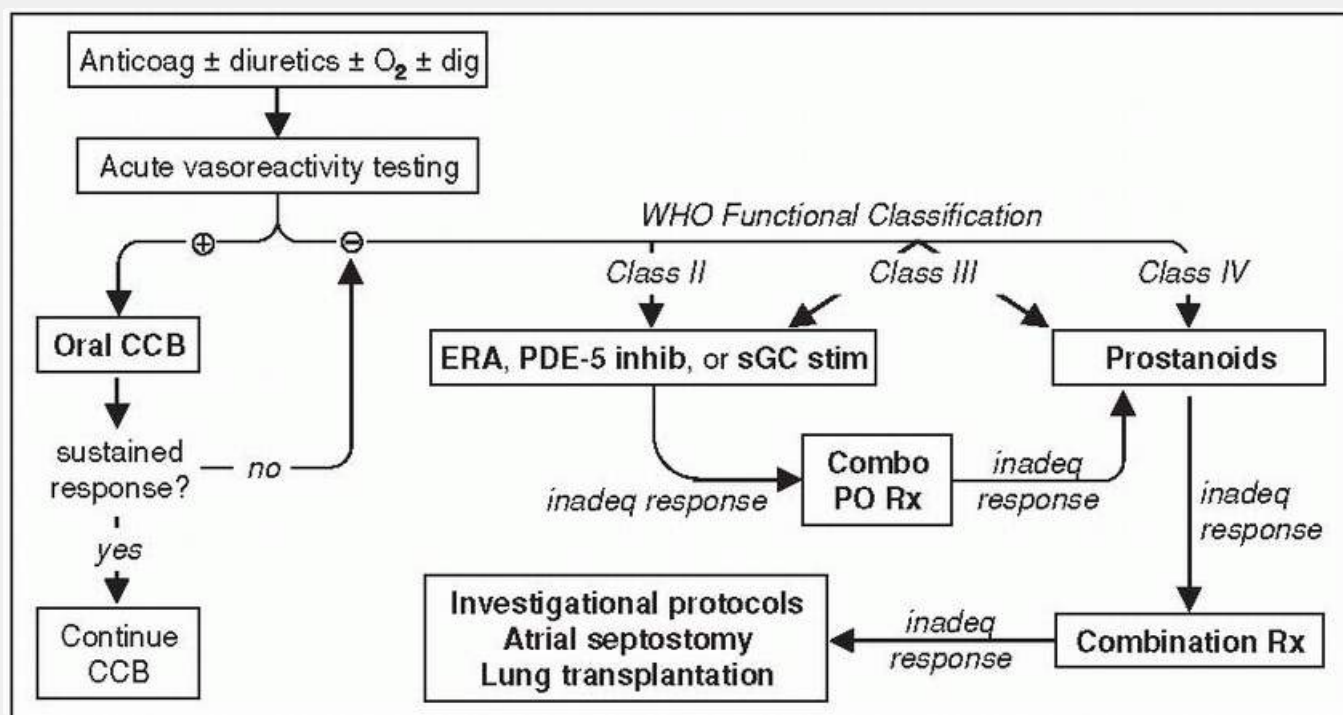 Anticoag ± diuretics ± O₂ ± dig
Acute vasoreactivity testing
WHO Functional Classification
⊕
⊖
Class II
Class III
Class IV
Oral CCB
ERA, PDE-5 inhib, or sGC stim
Prostanoids
sustained
response?
no
Combo
PO Rx
inadeq response
inadeq
response
inadeq
response
yes
Continue
CCB
Investigational protocols
Atrial septostomy
Lung transplantation
inadeq
response
Combination Rx